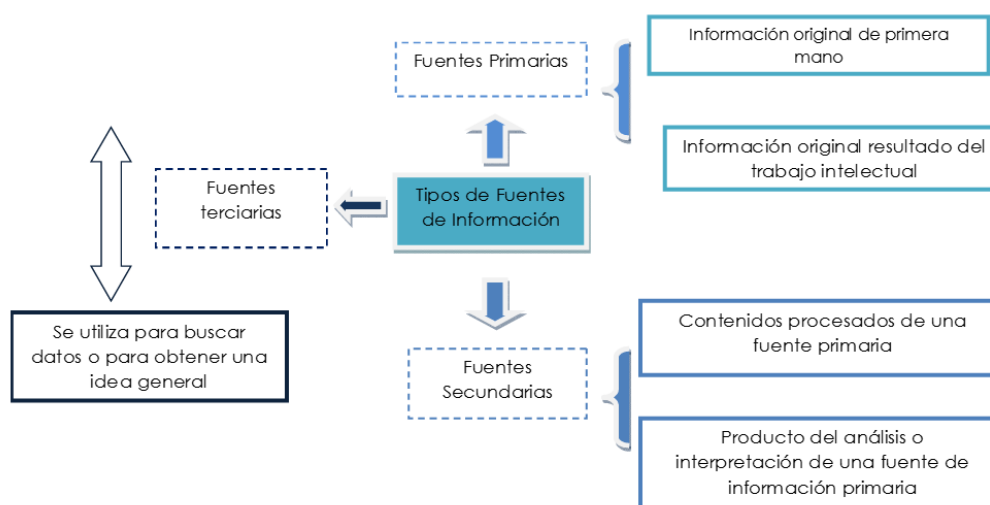 Fuentes Primarias
Información original de primera
mano
Información original resultado del
trabajo intelectual
Fuentes
terciarias
Tipos de Fuentes
de Información
Se utiliza para buscar
datos o para obtener una
idea general
Fuentes
Secundarias
Contenidos procesados de una
fuente primaria
Producto del análisis o
interpretación de una fuente de
información primaria